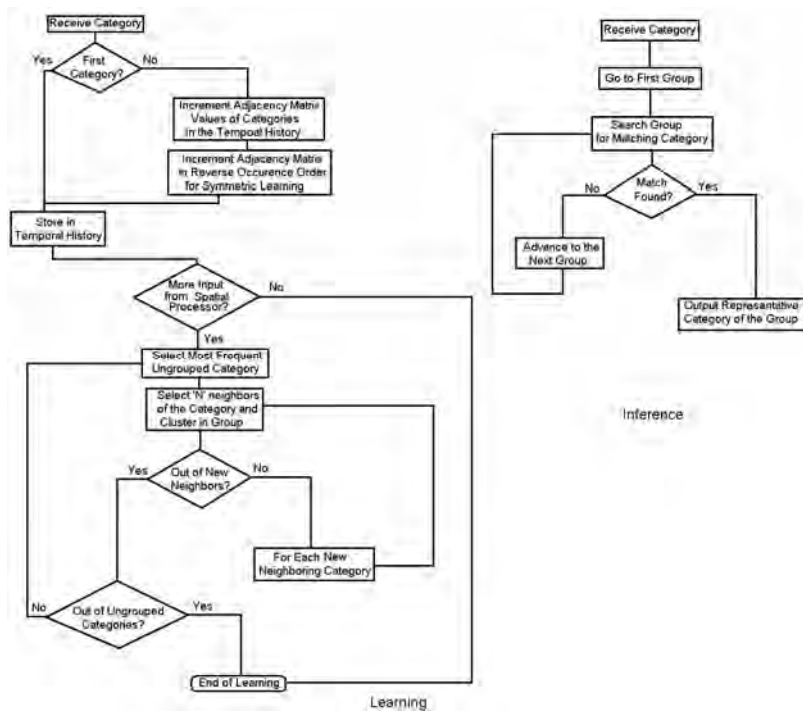 Receive Category
Yes
No
First
Category?
Increment Adjacency Matrix
Values of Categories
in the Tempoal History
Increment Adjacency Matrix
in Reverse Occurence Order
for Symmetric Learning
Store in
Temporal History
More Input
from Spatial
Processor?
No
Yes
Select Most Frequent
Ungrouped Category
Select 'N' neighbors
of the Category and
Cluster in Group
Yes
No
Out of New
Neighbors?
For Each New
Neighboring Category
No
Yes
Out of Ungrouped
Categories?
End of Learning
Learning
Receive Category
Go to First Group
Search Group
for Matching Category
No
Yes
Match
Found?
Advance to the
Next Group
Output Representative
Category of the Group
Inference